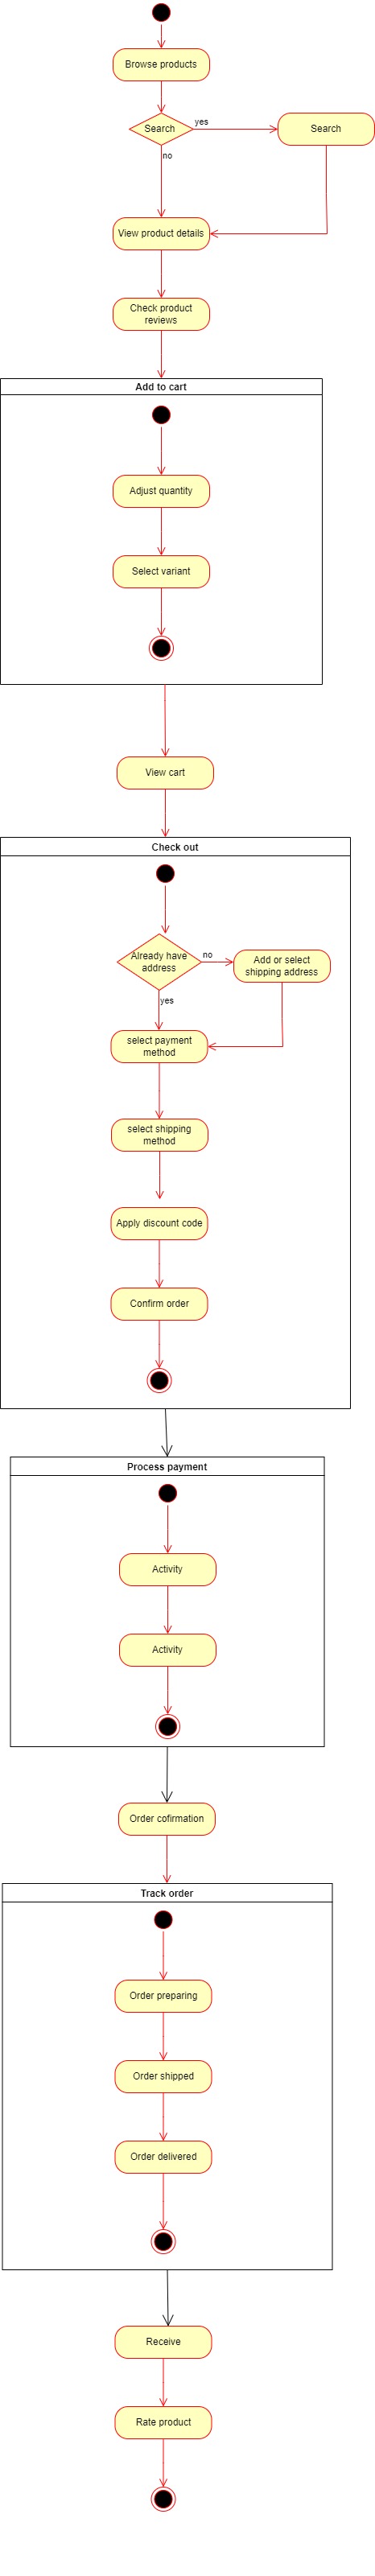 Browse products
Search
yes
Search
no
View product details
Check product
reviews
Add to cart
Adjust quantity
Select variant
View cart
Check out
Already have
address
no
Add or select
shipping address
yes
select payment
method
select shipping
method
Apply discount code
Confirm order
Process payment
Activity
Activity
Order cofirmation
Track order
Order preparing
Order shipped
Order delivered
Receive
Rate product